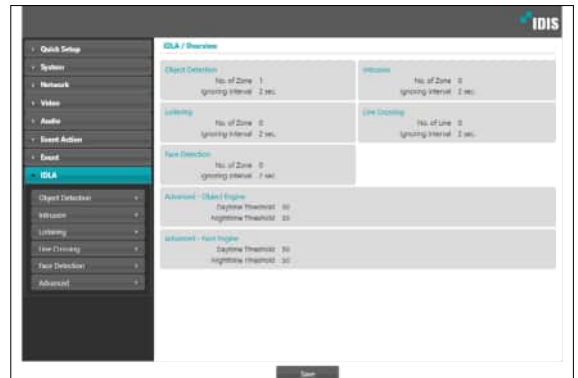 IDIS
Quick Setup
System
Network
Video
Audio
Event Action
Event
IDLA
Object Detection
Intrusion
Loitering
Line Crossing
Face Detection
Advanced
IDLA / Overview
Object Detection
No. of Zone 1
Ignoring Interval 2 sec.
Intrusion
No. of Zone 0
Ignoring Interval 2 sec.
Loitering
No. of Zone 0
Ignoring Interval 2 sec.
Line Crossing
No. of Line 0
Ignoring Interval 2 sec.
Face Detection
No. of Zone 0
Ignoring Interval 2 sec.
Advanced - Object Engine
Daytime Threshold
Nighttime Threshold
Advanced - Face Engine
Daytime Threshold
Nighttime Threshold
Save